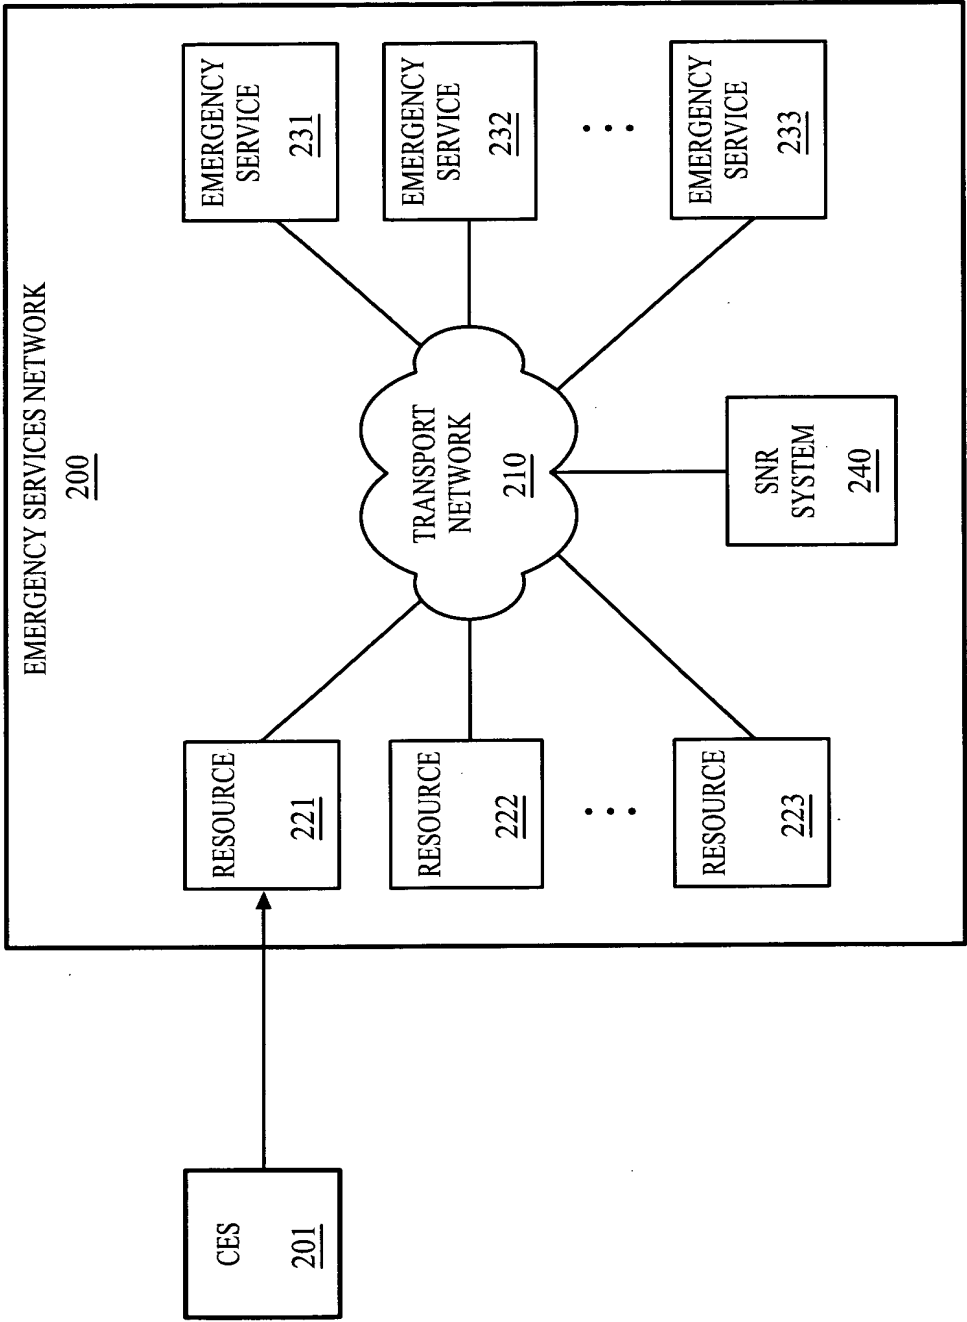 EMERGENCY SERVICES NETWORK
200
CES
201
RESOURCE
221
RESOURCE
222
RESOURCE
223
TRANSPORT
NETWORK
210
SNR
SYSTEM
240
EMERGENCY
SERVICE
231
EMERGENCY
SERVICE
232
EMERGENCY
SERVICE
233